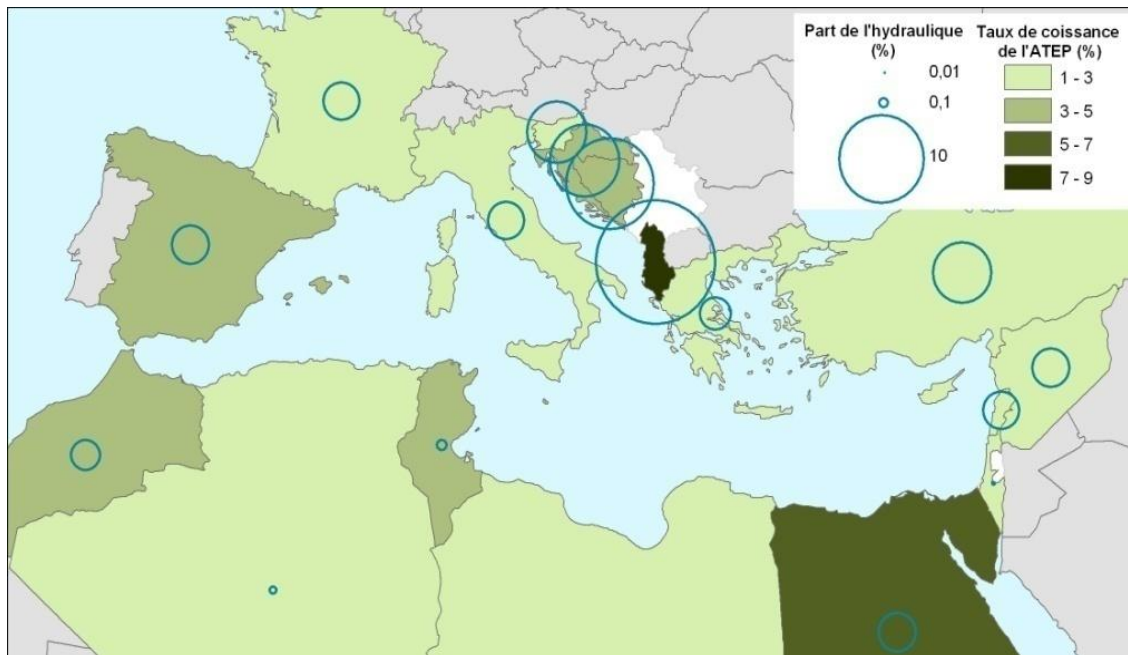 Part de l'hydraulique
(%)
0,01
0,1
10
Taux de coissance
de l'ATEP (%)
1 - 3
3 - 5
5 - 7
7 - 9